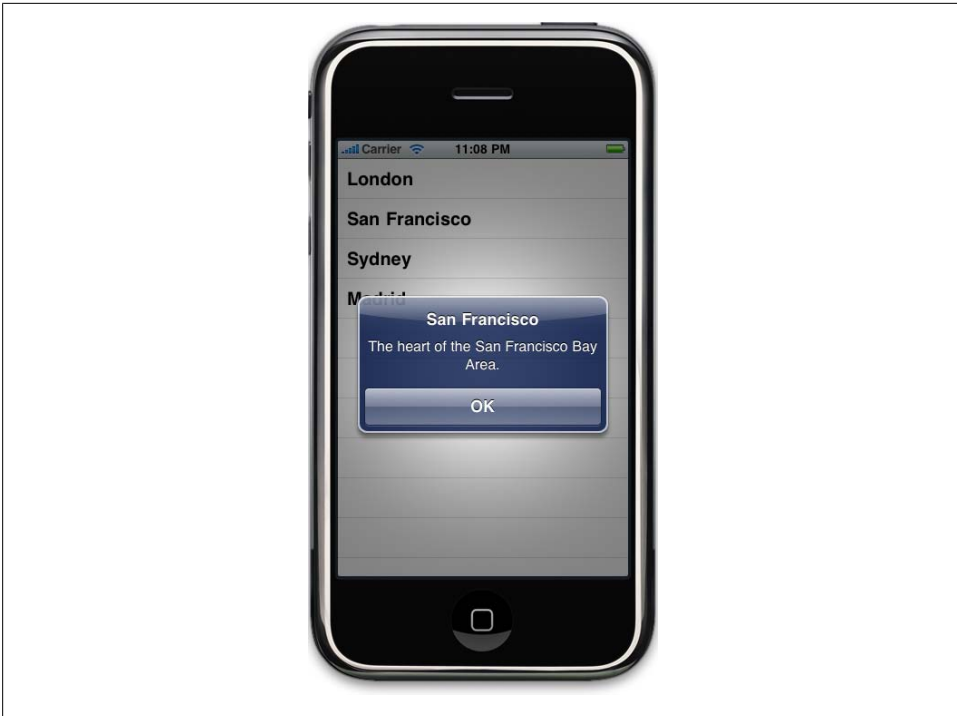 Carrier 11:08 PM
London
San Francisco
Sydney
Madrid
San Francisco
The heart of the San Francisco Bay
Area.
OK